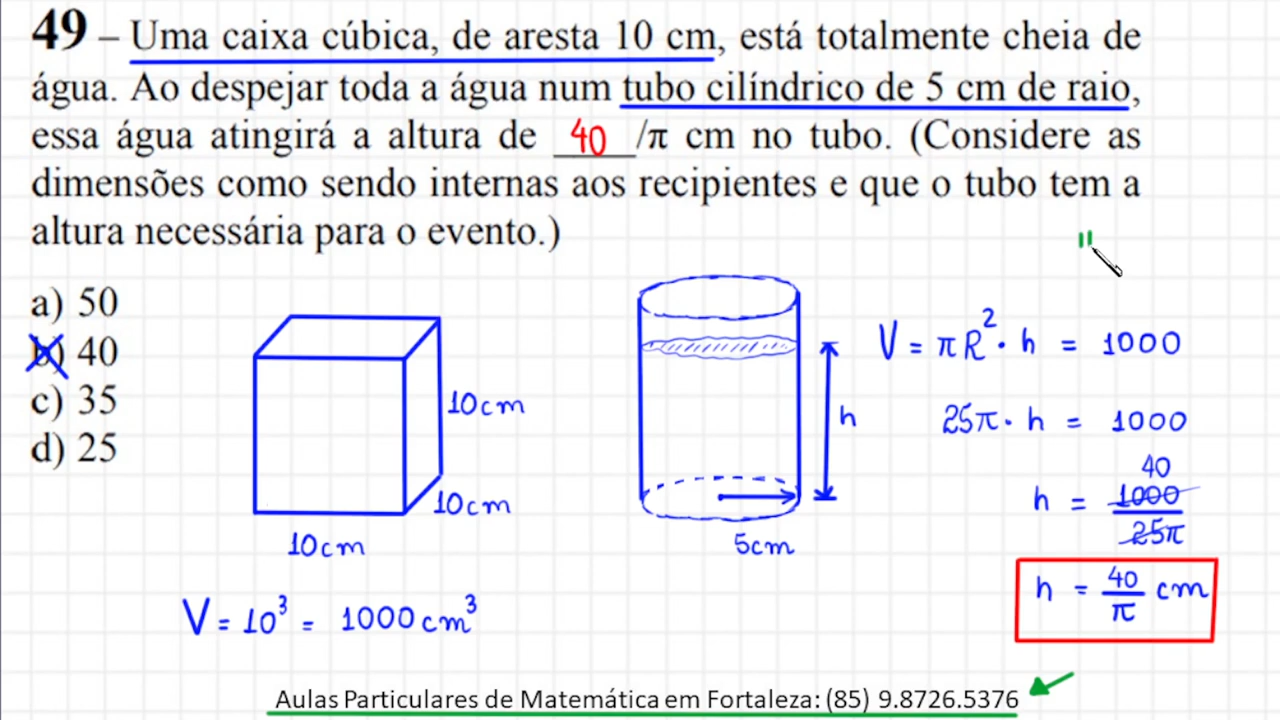 49 – Uma caixa cúbica, de aresta 10 cm, está totalmente cheia de
água. Ao despejar toda a água num tubo cilíndrico de 5 cm de raio,
essa água atingirá a altura de 40 /π cm no tubo. (Considere as
dimensões como sendo internas aos recipientes e que o tubo tem a
altura necessária para o evento.)
a) 50
b) 40
c) 35
d) 25
10cm
10cm
10cm
V = 10³ = 1000 cm³
h
5cm
V = πR² · h = 1000
25π · h = 1000
40
h = 1000/25π
h = 40/π cm
Aulas Particulares de Matemática em Fortaleza: (85) 9.8726.5376